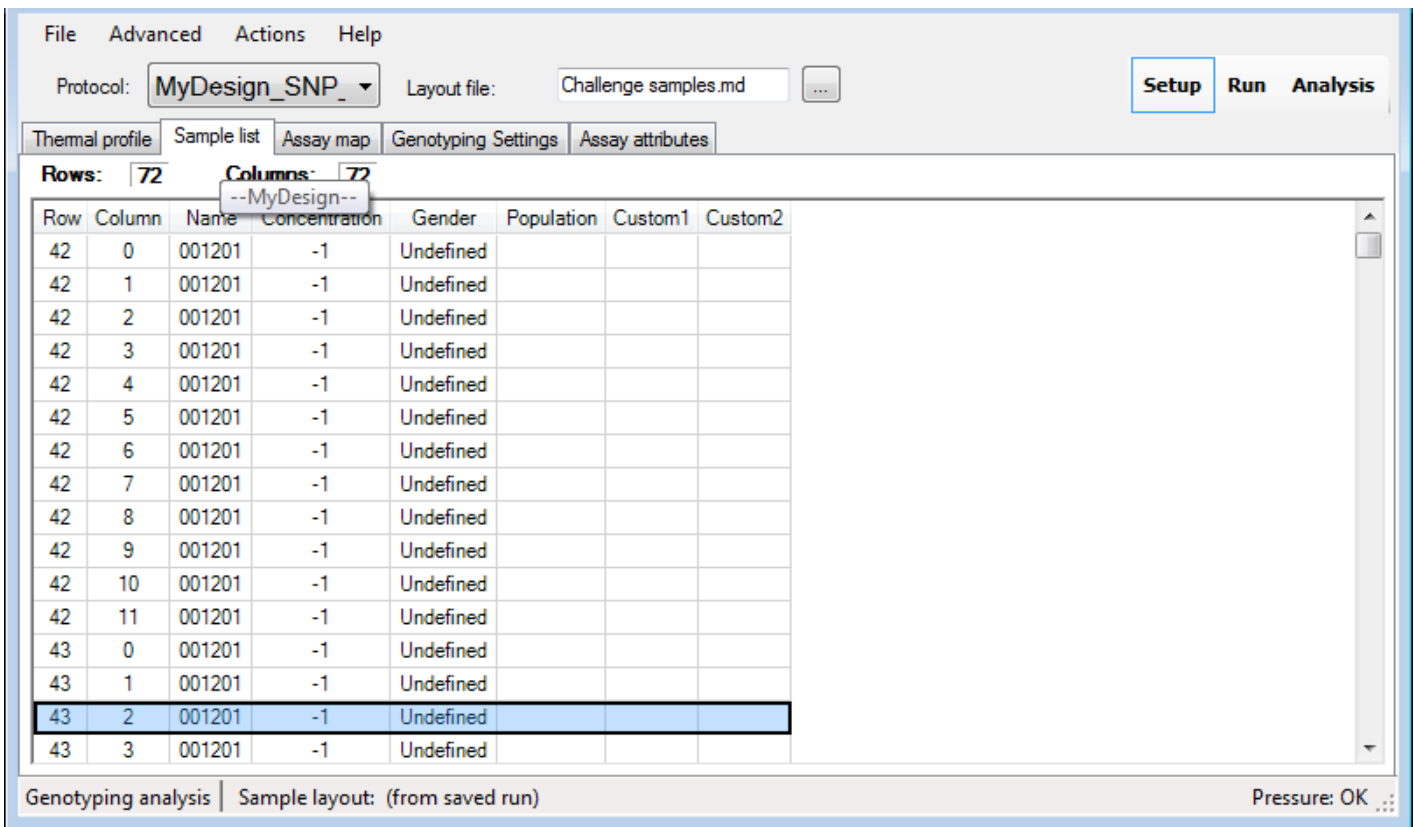 File Advanced Actions Help
Protocol: MyDesign_SNP_ Layout file: Challenge samples.md ... Setup Run Analysis
Thermal profile Sample list Assay map Genotyping Settings Assay attributes
Rows: 72 Columns: 72
--MyDesign--
Row Column Name Concentration Gender Population Custom1 Custom2
42 0 001201 -1 Undefined
42 1 001201 -1 Undefined
42 2 001201 -1 Undefined
42 3 001201 -1 Undefined
42 4 001201 -1 Undefined
42 5 001201 -1 Undefined
42 6 001201 -1 Undefined
42 7 001201 -1 Undefined
42 8 001201 -1 Undefined
42 9 001201 -1 Undefined
42 10 001201 -1 Undefined
42 11 001201 -1 Undefined
43 0 001201 -1 Undefined
43 1 001201 -1 Undefined
43 2 001201 -1 Undefined
43 3 001201 -1 Undefined
Genotyping analysis Sample layout: (from saved run) Pressure: OK